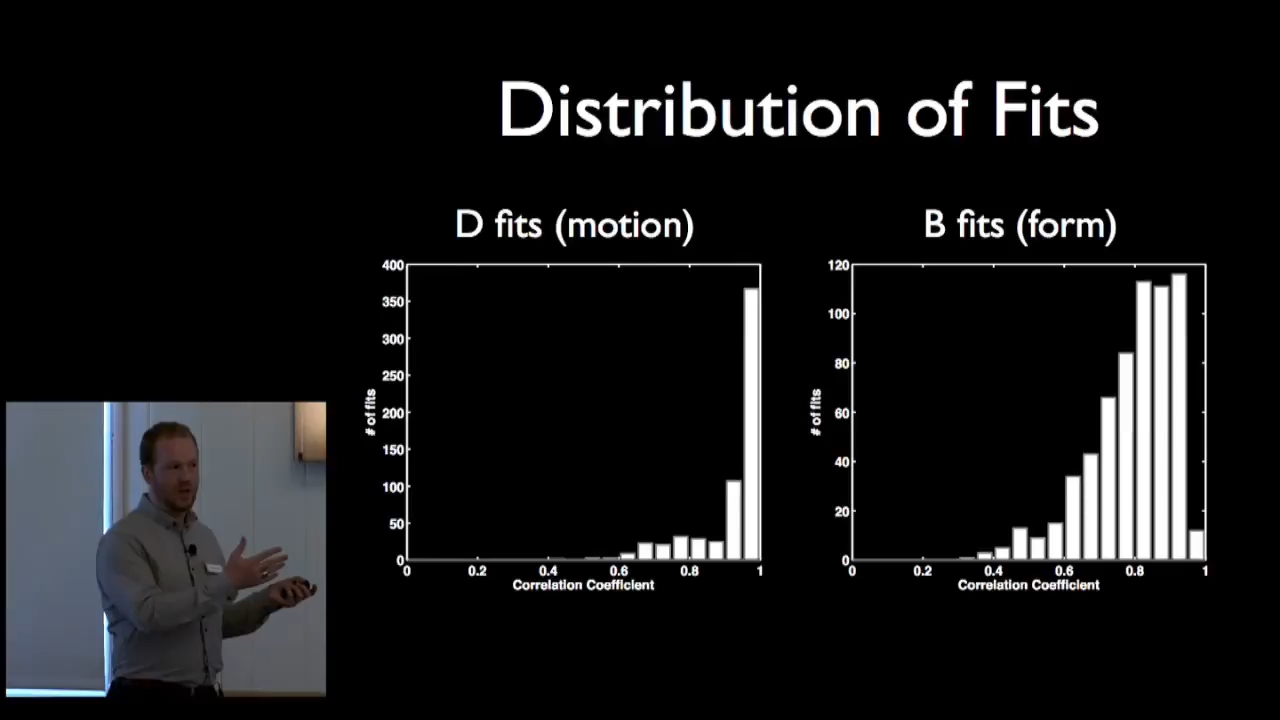 Distribution of Fits
D fits (motion)
400
350
300
250
200
150
100
50
0
# of fits
0 0.2 0.4 0.6 0.8 1
Correlation Coefficient
B fits (form)
120
100
80
60
40
20
0
# of fits
0 0.2 0.4 0.6 0.8 1
Correlation Coefficient